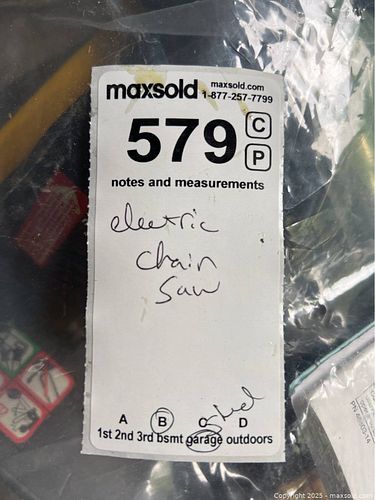 maxsold maxsold.com
1-877-257-7799
579 C
P
notes and measurements
electric
chain
saw
shed
A B C D
1st 2nd 3rd bsmt garage outdoors
Copyright 2025 - maxsold.com